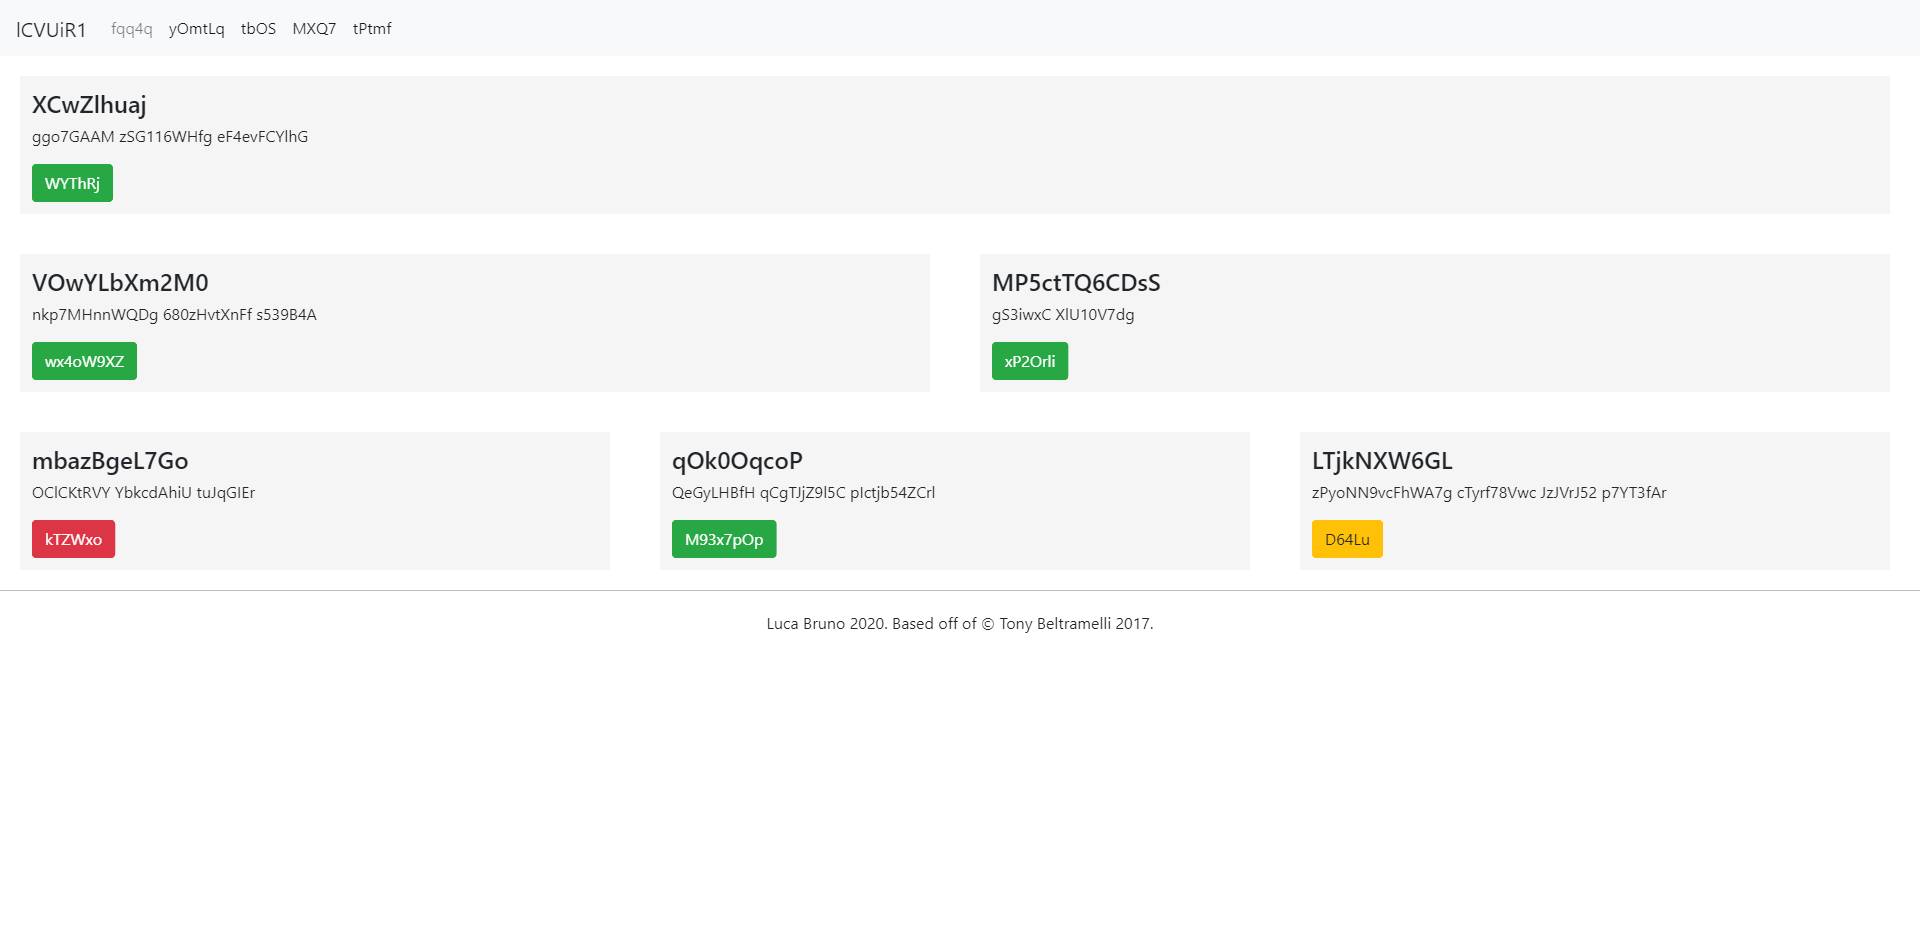 lCVUiR1 fqq4q yOmtLq tbOS MXQ7 tPtmf
XCwZlhuaj
ggo7GAAM zSG116WHfg eF4evFCYlhG
WYThRj
VOwYLbXm2M0
nkp7MHnnWQDg 680zHvtXnFf s539B4A
wx4oW9XZ
MP5ctTQ6CDsS
gS3iwxC XlU10V7dg
xP2Orli
mbazBgeL7Go
OClCKtRVY YbkcdAhiU tuJqGIEr
kTZWxo
qOk0OqcoP
QeGyLHBfH qCgTJjZ9l5C pIctjb54ZCrl
M93x7pOp
LTjkNXW6GL
zPyoNN9vcFhWA7g cTyrf78Vwc JzJVrJ52 p7YT3fAr
D64Lu
Luca Bruno 2020. Based off of © Tony Beltramelli 2017.